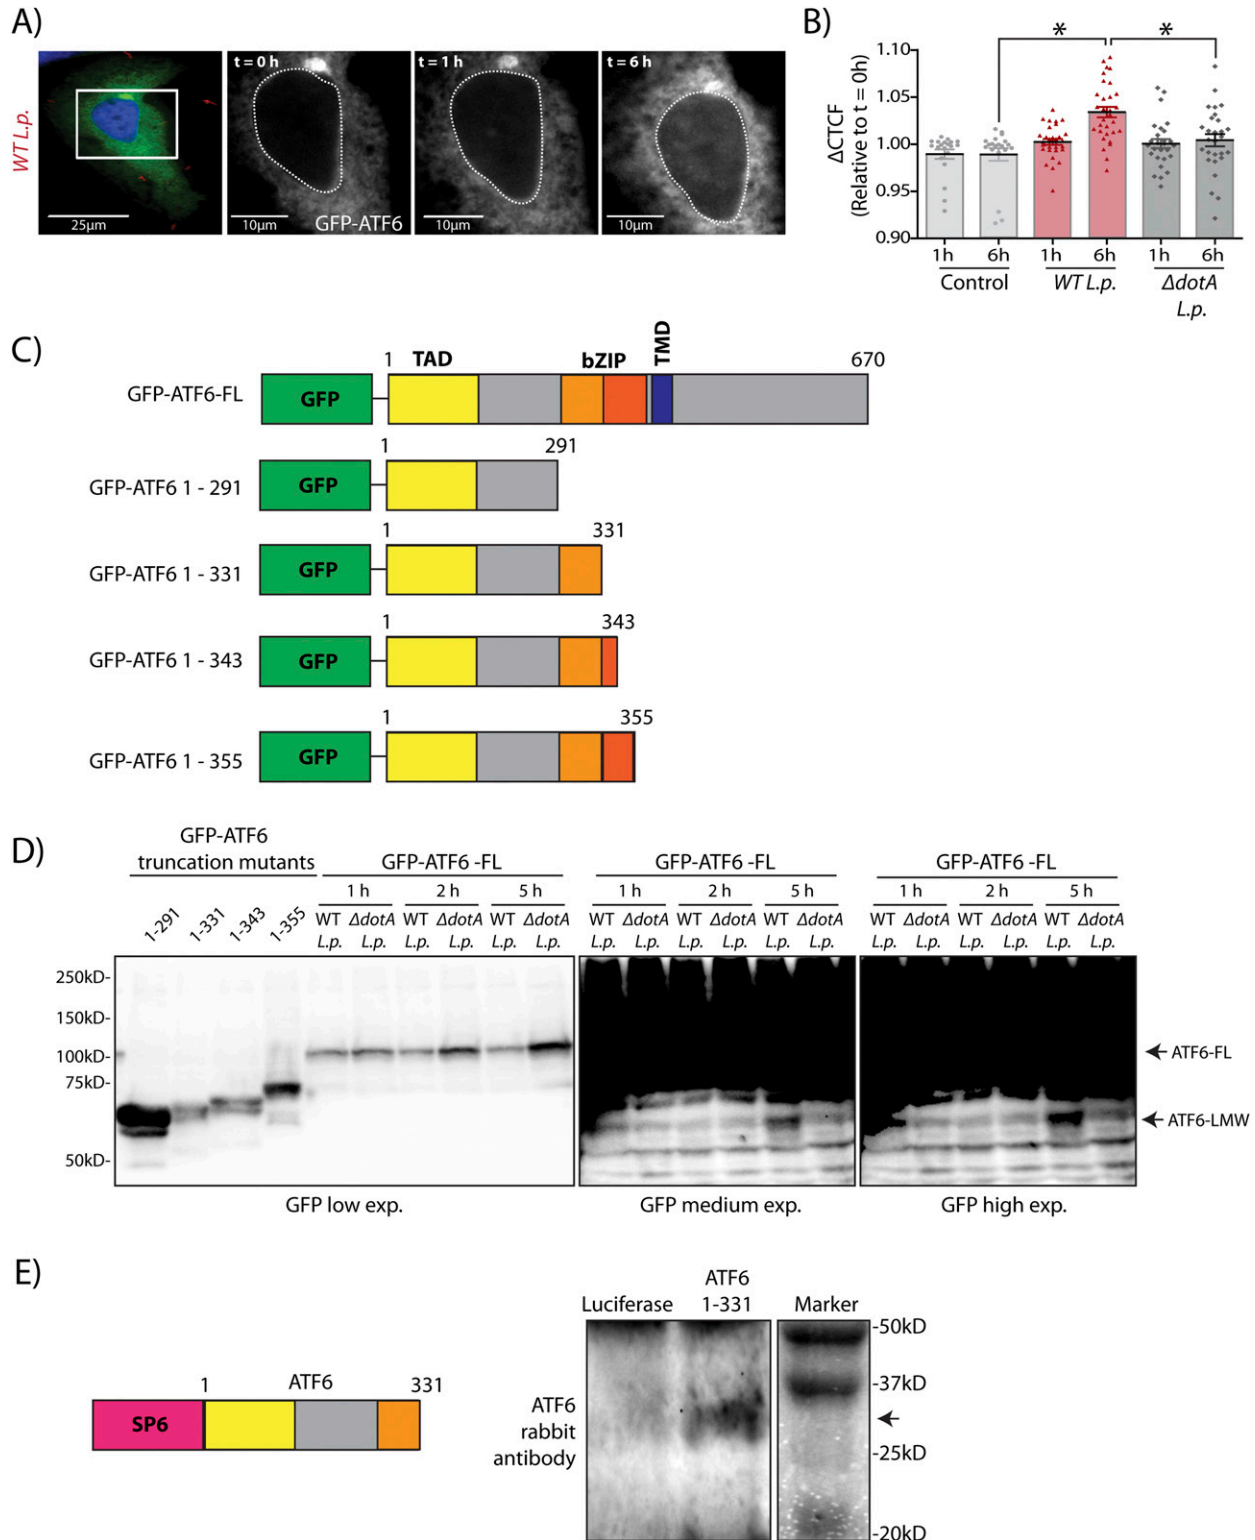 A)
WT L.p.
t = 0 h
t = 1 h
t = 6 h
25µm
10µm
GFP-ATF6
10µm
10µm
B)
ΔCTCF
(Relative to t = 0h)
1.10
1.05
1.00
0.95
0.90
*
*
1h 6h 1h 6h 1h 6h
Control WT L.p. ΔdotA
L.p.
C)
1 TAD bZIP TMD 670
GFP-ATF6-FL GFP
1 291
GFP-ATF6 1 - 291 GFP
1 331
GFP-ATF6 1 - 331 GFP
1 343
GFP-ATF6 1 - 343 GFP
1 355
GFP-ATF6 1 - 355 GFP
D)
GFP-ATF6
truncation mutants
1-291 1-331 1-343 1-355
GFP-ATF6 -FL
1 h 2 h 5 h
WT ΔdotA WT ΔdotA WT ΔdotA
L.p. L.p. L.p. L.p. L.p. L.p.
GFP-ATF6 -FL
1 h 2 h 5 h
WT ΔdotA WT ΔdotA WT ΔdotA
L.p. L.p. L.p. L.p. L.p. L.p.
GFP-ATF6 -FL
1 h 2 h 5 h
WT ΔdotA WT ΔdotA WT ΔdotA
L.p. L.p. L.p. L.p. L.p. L.p.
250kD-
150kD-
100kD-
75kD-
50kD-
ATF6-FL
ATF6-LMW
GFP low exp.
GFP medium exp.
GFP high exp.
E)
1 ATF6 331
SP6
ATF6
Luciferase 1-331 Marker
ATF6
rabbit
antibody
-50kD
-37kD
-25kD
-20kD